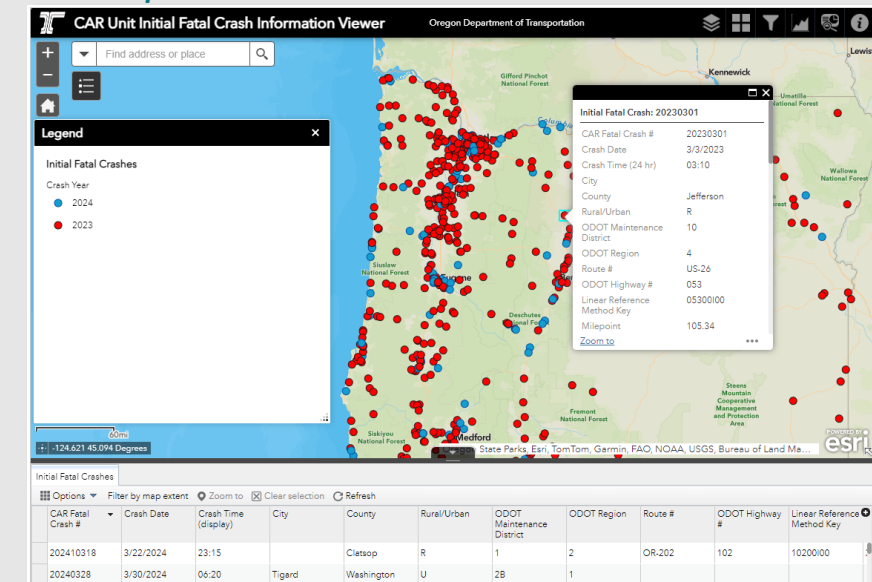 CAR Unit Initial Fatal Crash Information Viewer
Oregon Department of Transportation
+
Find address or place
−
Gifford Pinchot
National Forest
Kennewick
Lewis
Umatilla
National Forest
Wallowa
National Forest
Legend ×
Initial Fatal Crashes
Crash Year
2024
2023
Initial Fatal Crash: 20230301
CAR Fatal Crash # 20230301
Crash Date 3/3/2023
Crash Time (24 hr) 03:10
City
County Jefferson
Rural/Urban R
ODOT Maintenance District 10
ODOT Region 4
Route # US-26
ODOT Highway # 053
Linear Reference Method Key 05300I00
Milepoint 105.34
Zoom to •••
Siuslaw
National Forest
Eugene
Deschutes
Fremont
National Forest
Steens
Mountain
Cooperative
Management
and Protection
Area
Siskiyou
National Forest
Medford
60mi
-124.621 45.094 Degrees
State Parks, Esri, TomTom, Garmin, FAO, NOAA, USGS, Bureau of Land Ma...
POWERED BY
esri
Initial Fatal Crashes
Options Filter by map extent Zoom to Clear selection Refresh
CAR Fatal Crash # Crash Date Crash Time (display) City County Rural/Urban ODOT Maintenance District ODOT Region Route # ODOT Highway # Linear Reference Method Key
202410318 3/22/2024 23:15 Clatsop R 1 2 OR-202 102 10200I00
20240328 3/30/2024 06:20 Tigard Washington U 2B 1